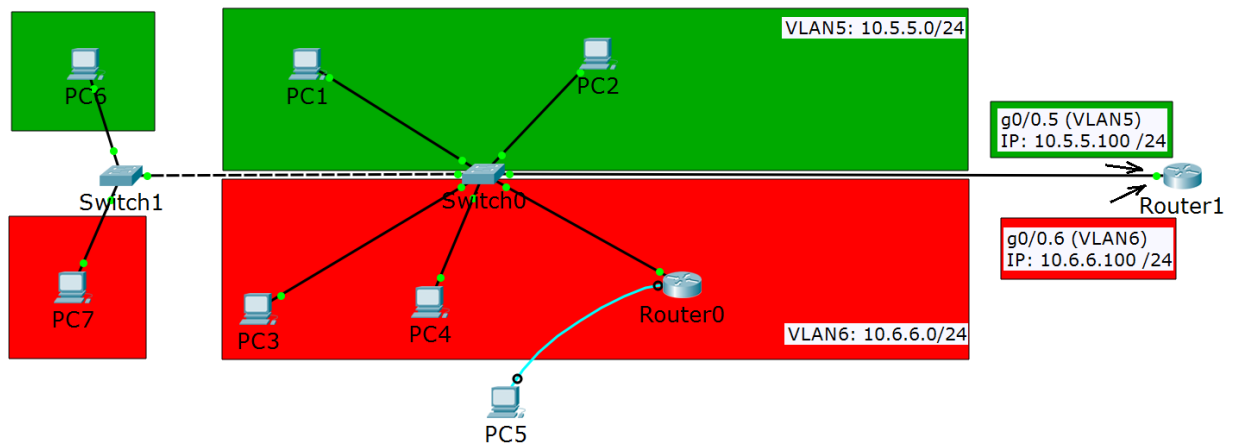 VLAN5: 10.5.5.0/24
PC6
PC1
PC2
g0/0.5 (VLAN5)
IP: 10.5.5.100 /24
Switch1
Switch0
Router1
g0/0.6 (VLAN6)
IP: 10.6.6.100 /24
PC7
PC3
PC4
Router0
VLAN6: 10.6.6.0/24
PC5